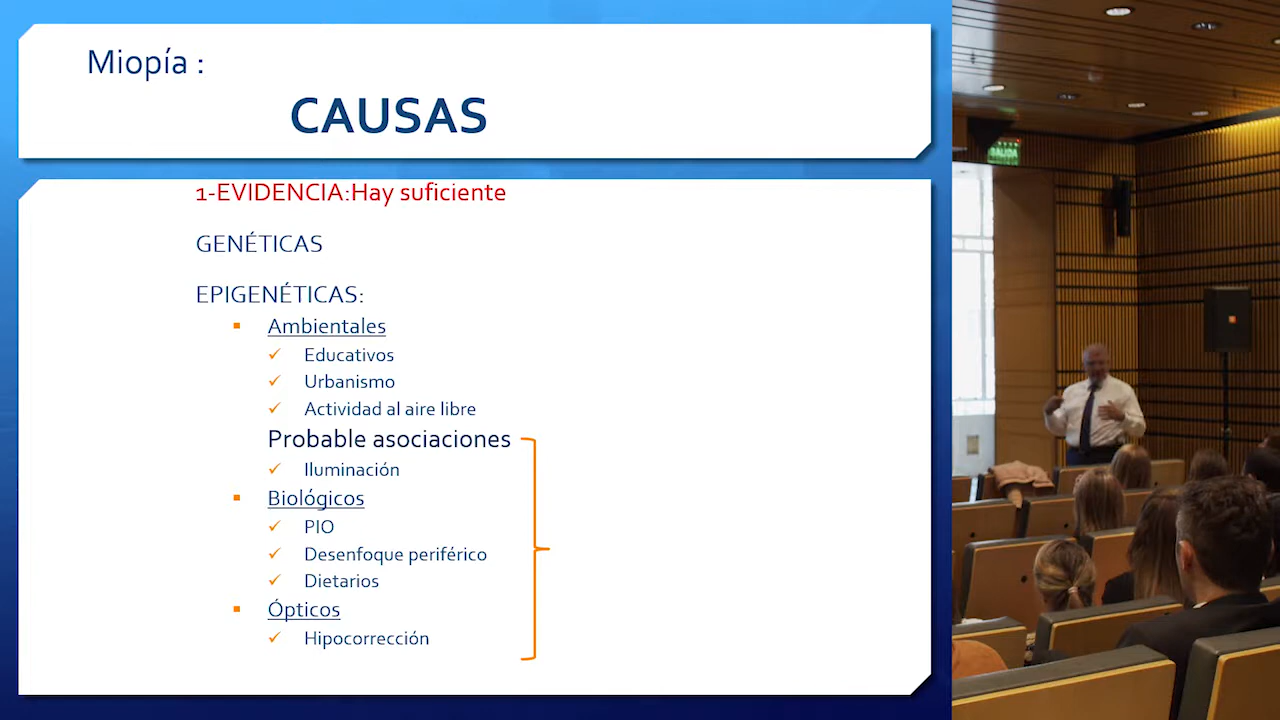 Miopía :
CAUSAS
1-EVIDENCIA:Hay suficiente
GENÉTICAS
EPIGENÉTICAS:
Ambientales
Educativos
Urbanismo
Actividad al aire libre
Probable asociaciones
Iluminación
Biológicos
PIO
Desenfoque periférico
Dietarios
Ópticos
Hipocorrección
SALIDA